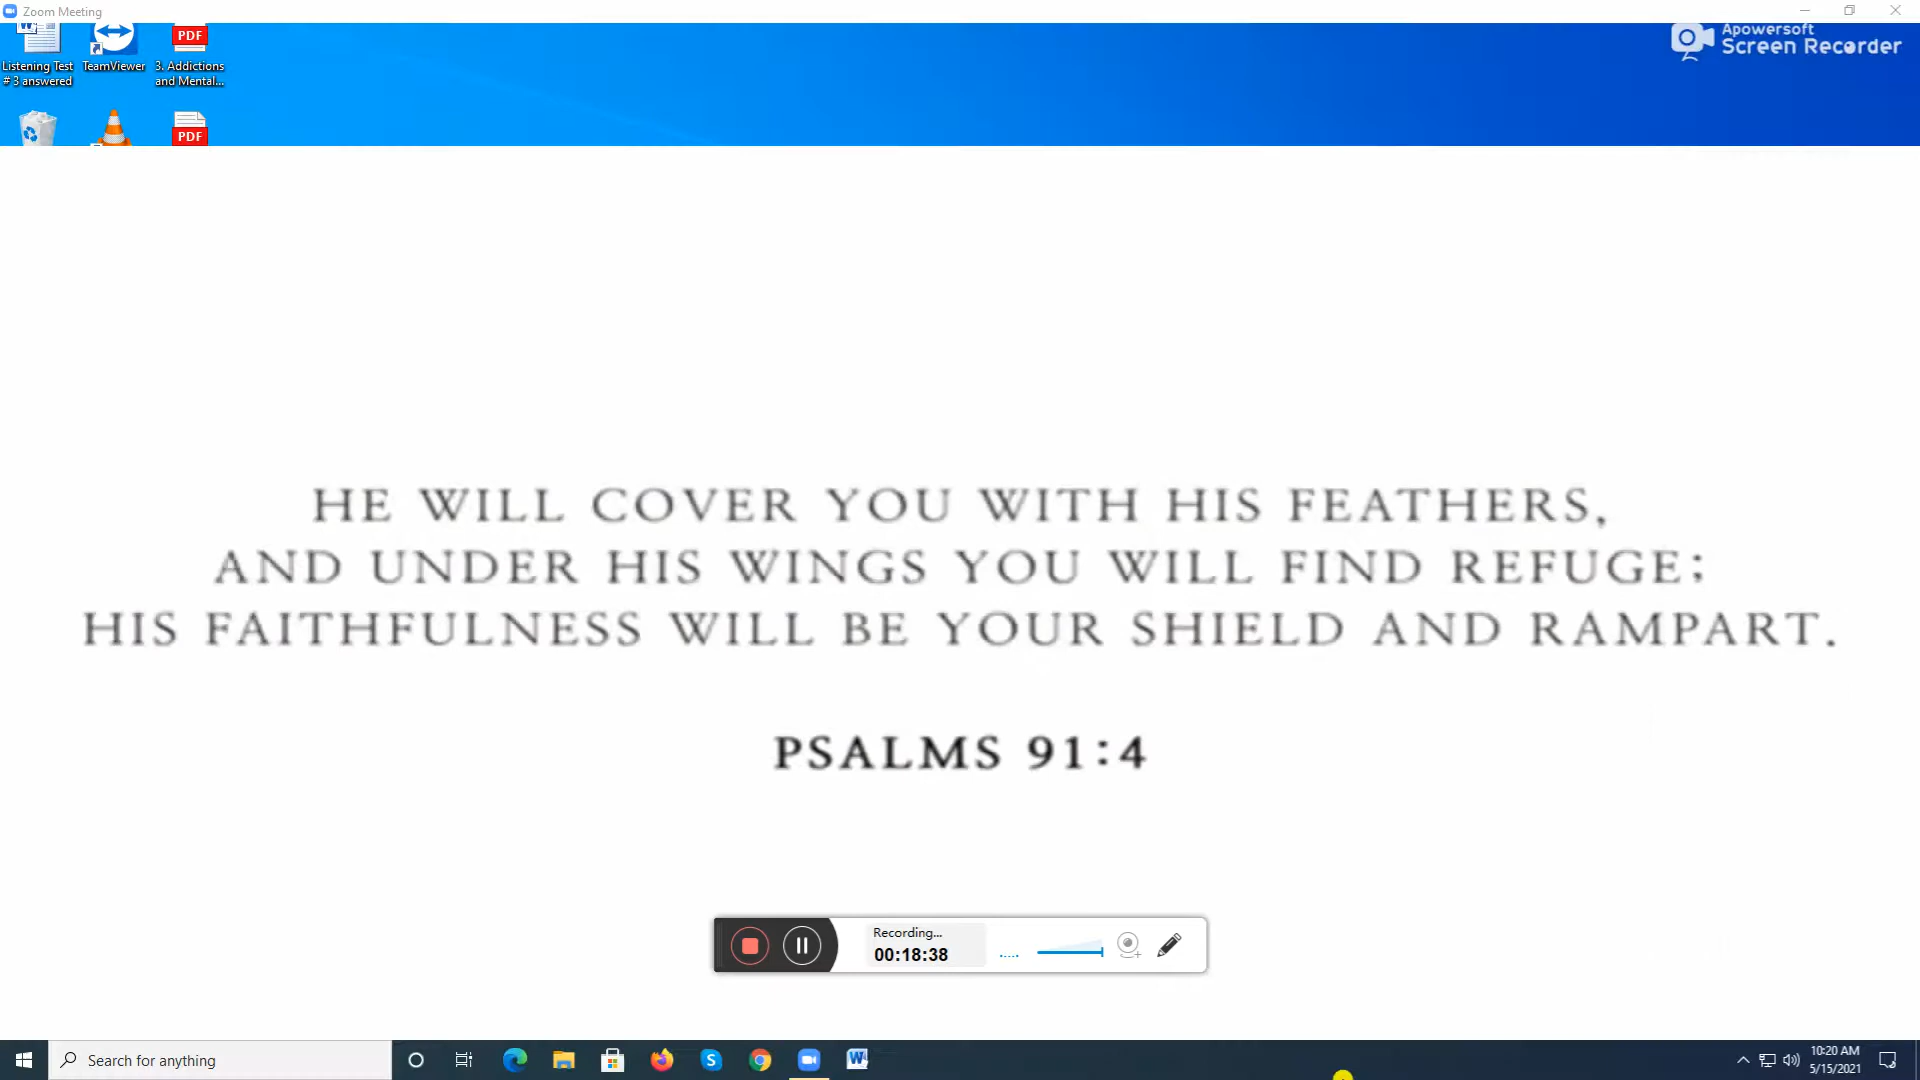 Zoom Meeting
Apowersoft
Screen Recorder
Listening Test
# 3 answered
TeamViewer
PDF
3. Addictions
and Mental...
PDF
HE WILL COVER YOU WITH HIS FEATHERS,
AND UNDER HIS WINGS YOU WILL FIND REFUGE;
HIS FAITHFULNESS WILL BE YOUR SHIELD AND RAMPART.
PSALMS 91:4
Recording...
00:18:38
Search for anything
10:20 AM
5/15/2021